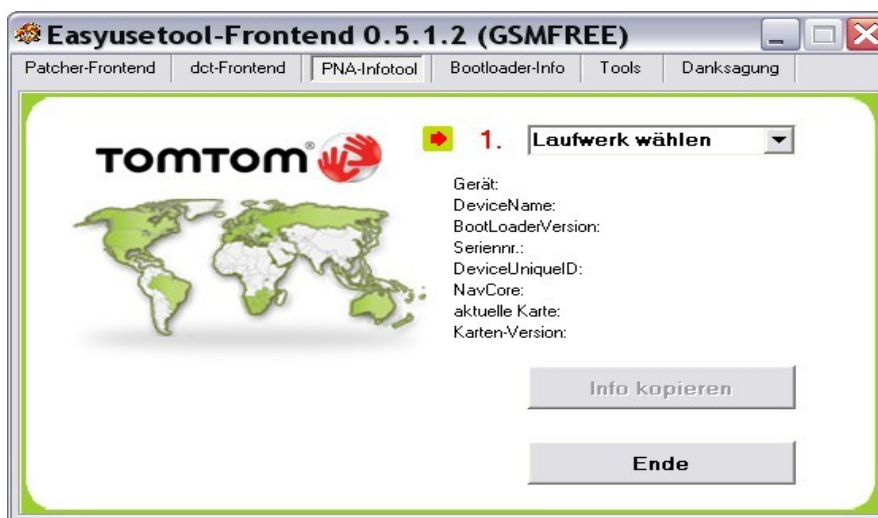 Easyusetool-Frontend 0.5.1.2 (GSMFREE)
Patcher-Frontend dct-Frontend PNA-Infotool Bootloader-Info Tools Danksagung
TOMTOM®
1. Laufwerk wählen
Gerät:
DeviceName:
BootLoaderVersion:
Seriennr.:
DeviceUniqueID:
NavCore:
aktuelle Karte:
Karten-Version:
Info kopieren
Ende